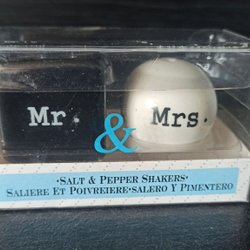 Mr. & Mrs.
·SALT & PEPPER SHAKERS·
SALIERE ET POIVREIERE·SALERO Y PIMENTERO